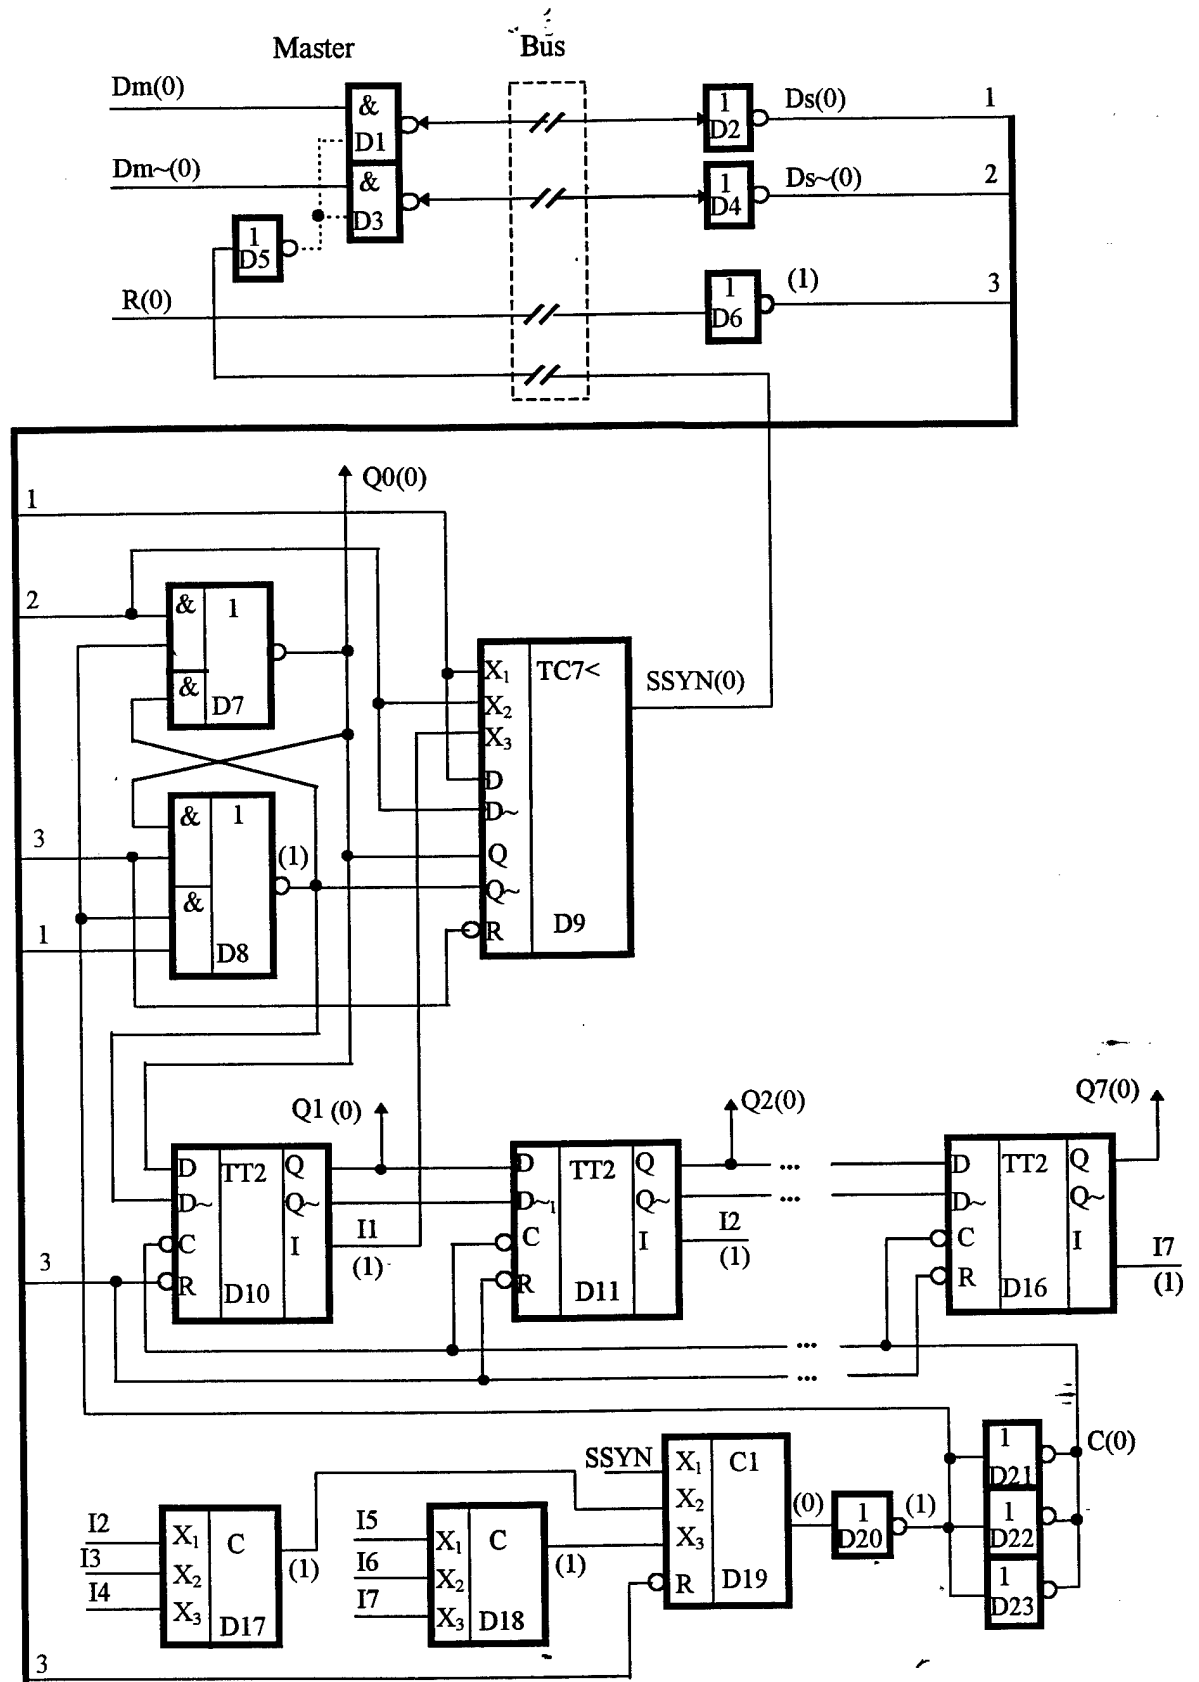 Master Bus
Dm(0) & D1 1 D2 Ds(0) 1
Dm~(0) & D3 1 D4 Ds~(0) 2
1 D5
R(0) 1 D6 (1) 3
Q0(0)
1
2 & 1
& D7
X1 TC7< SSYN(0)
X2
X3
D
D~
& 1
3 (1) Q
& Q~
1 D8 R D9
Q1 (0) Q2(0) Q7(0)
D TT2 Q D TT2 Q ... D TT2 Q
D~ Q~ D~1 Q~ ... D~ Q~
C I I1 C I I2 C I I7
3 R D10 (1) R D11 (1) R D16 (1)
...
...
SSYN X1 C1 1 D21 C(0)
X2 (0) 1 D20 (1) 1 D22
X3 1 D23
R D19
I2 X1 C
I3 X2 (1)
I4 X3 D17
I5 X1 C
I6 X2 (1)
I7 X3 D18
3